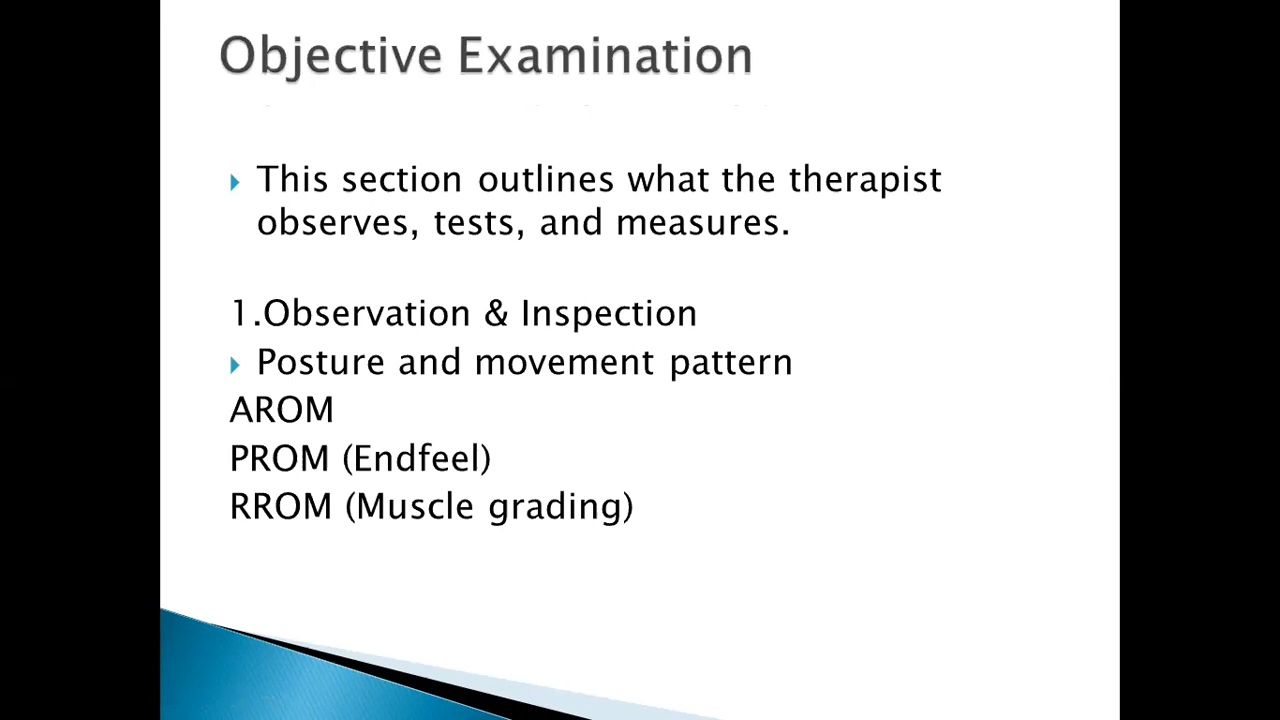 Objective Examination
This section outlines what the therapist
observes, tests, and measures.
1.Observation & Inspection
Posture and movement pattern
AROM
PROM (Endfeel)
RROM (Muscle grading)